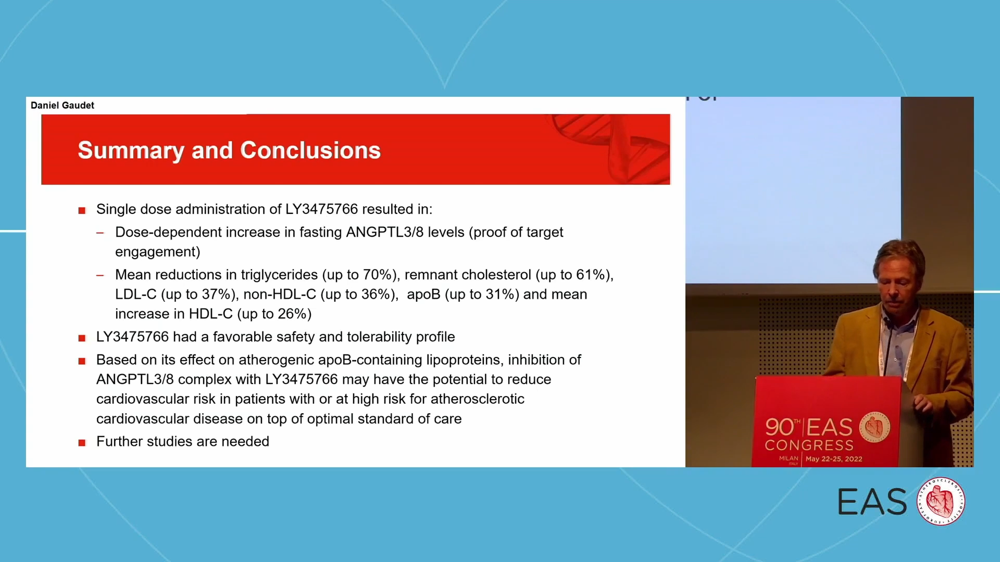 Daniel Gaudet
Summary and Conclusions
■ Single dose administration of LY3475766 resulted in:
– Dose-dependent increase in fasting ANGPTL3/8 levels (proof of target
engagement)
– Mean reductions in triglycerides (up to 70%), remnant cholesterol (up to 61%),
LDL-C (up to 37%), non-HDL-C (up to 36%),  apoB (up to 31%) and mean
increase in HDL-C (up to 26%)
■ LY3475766 had a favorable safety and tolerability profile
■ Based on its effect on atherogenic apoB-containing lipoproteins, inhibition of
ANGPTL3/8 complex with LY3475766 may have the potential to reduce
cardiovascular risk in patients with or at high risk for atherosclerotic
cardiovascular disease on top of optimal standard of care
■ Further studies are needed
90TH | EAS
CONGRESS
MILAN
ITALY
May 22-25, 2022
EAS
EUROPEAN • ATHEROSCLEROSIS • SOCIETY •